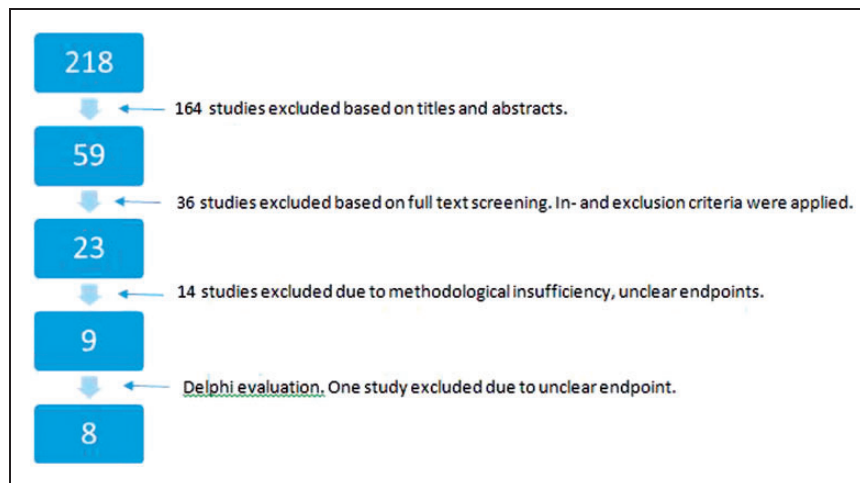 218
164 studies excluded based on titles and abstracts.
59
36 studies excluded based on full text screening. In- and exclusion criteria were applied.
23
14 studies excluded due to methodological insufficiency, unclear endpoints.
9
Delphi evaluation. One study excluded due to unclear endpoint.
8